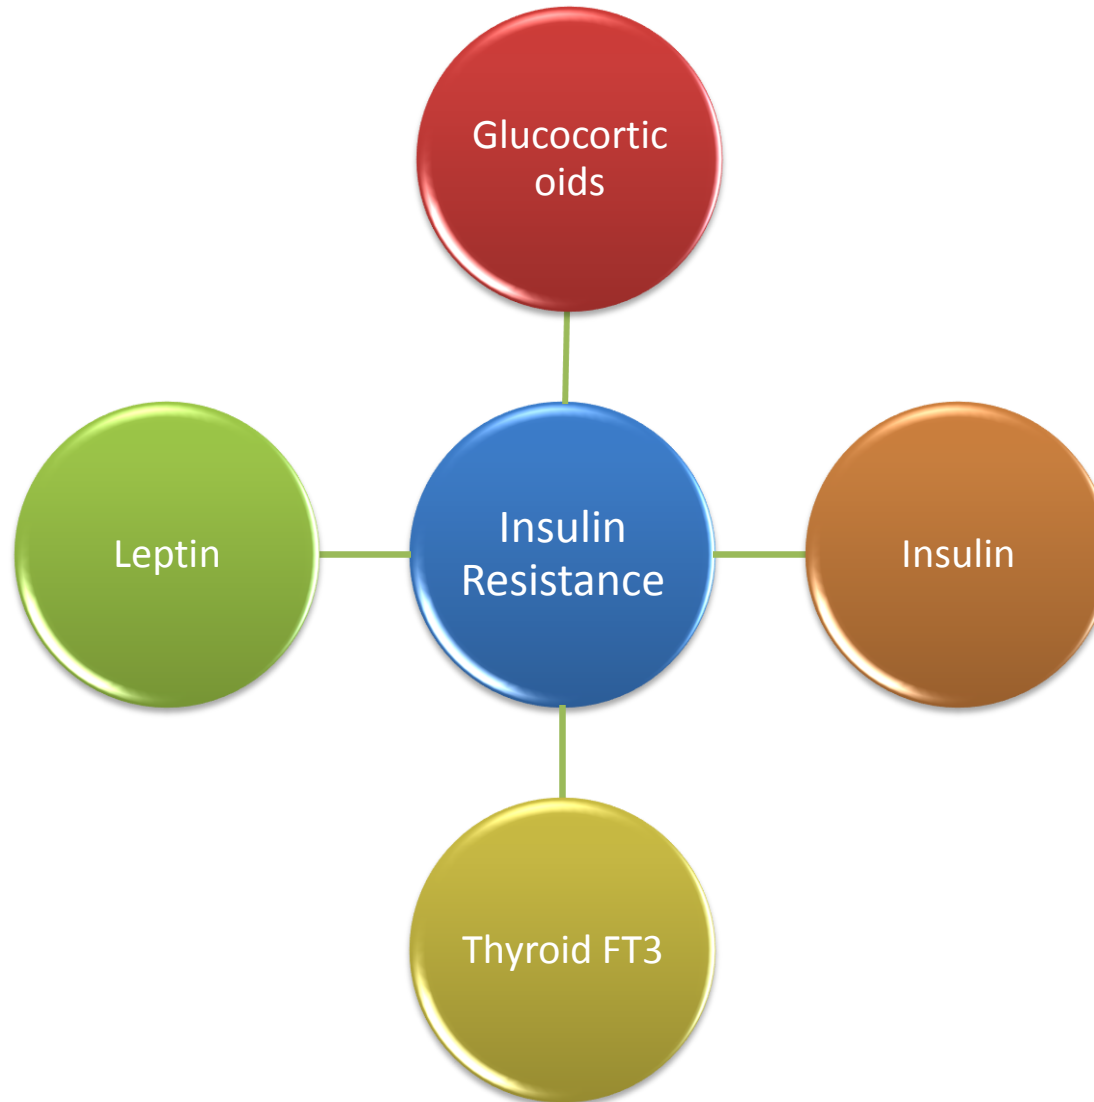 Glucocortic
oids
Leptin
Insulin
Resistance
Insulin
Thyroid FT3